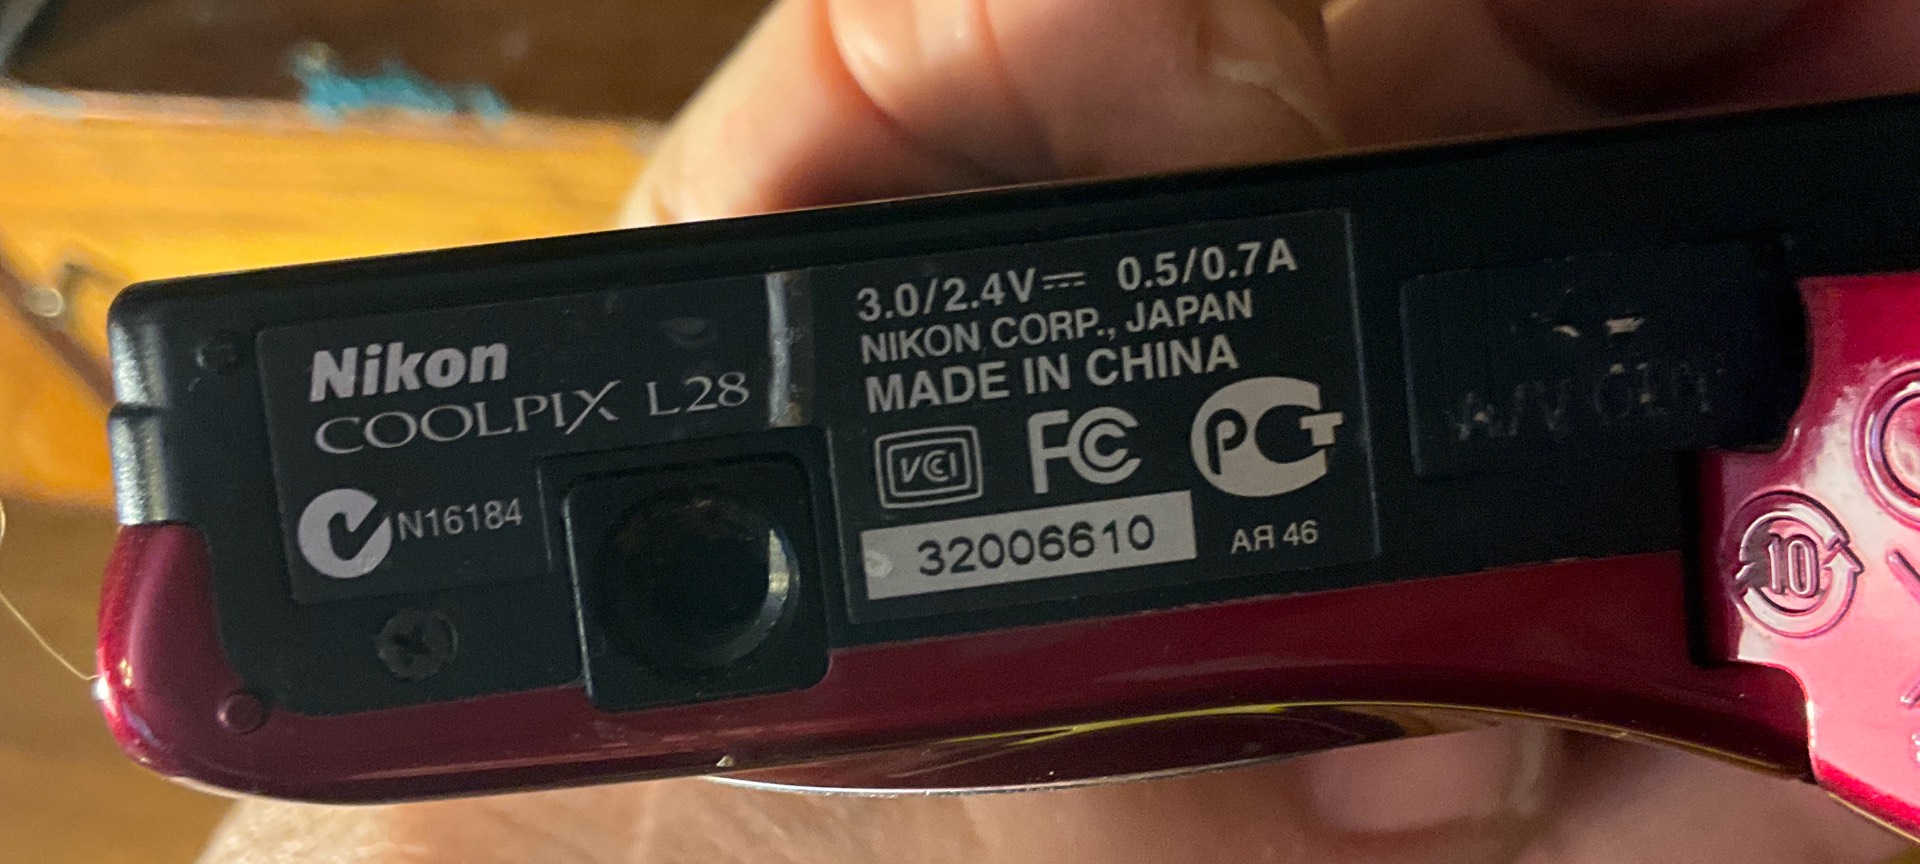 Nikon
COOLPIX L28
N16184
3.0/2.4V⎓ 0.5/0.7A
NIKON CORP., JAPAN
MADE IN CHINA
VCI FC PCT
32006610
АЯ 46
10